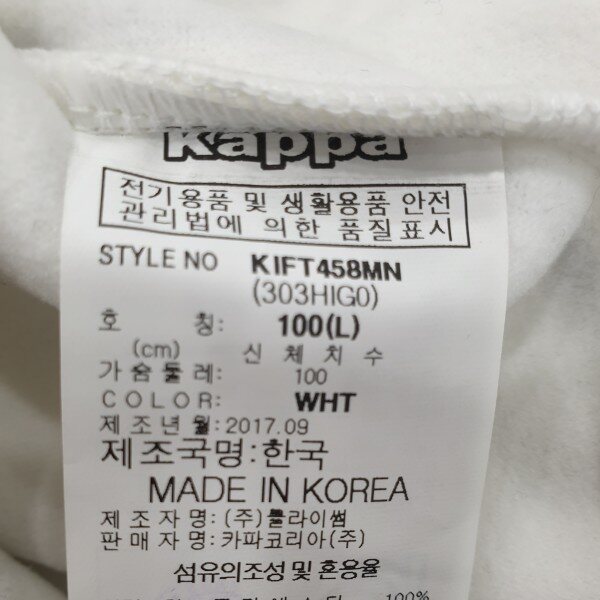 Kappa
전기용품 및 생활용품 안전
관리법에 의한 품질표시
STYLE NO KIFT458MN
(303HIG0)
호 칭: 100(L)
(cm) 신체치수
가슴둘레: 100
COLOR: WHT
제조년월: 2017.09
제조국명:한국
MADE IN KOREA
제조자명: (주)플라이썸
판매자명: 카파코리아(주)
섬유의조성및혼용율
100%